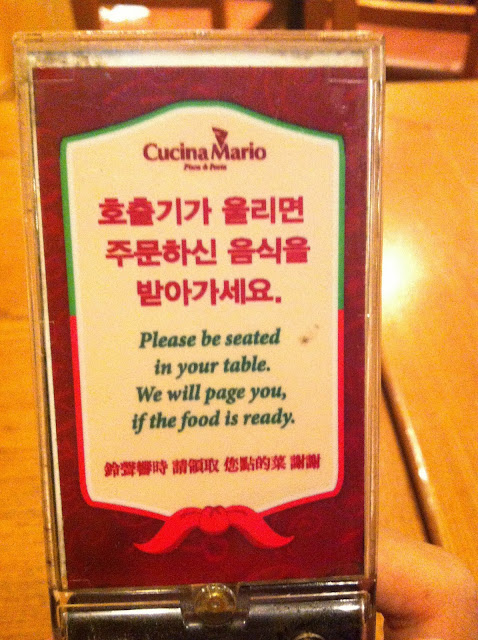 Cucina Mario
Pizza & Pasta
호출기가 울리면
주문하신 음식을
받아가세요.
Please be seated
in your table.
We will page you,
if the food is ready.
鈴聲響時 請領取 您點的菜 謝謝